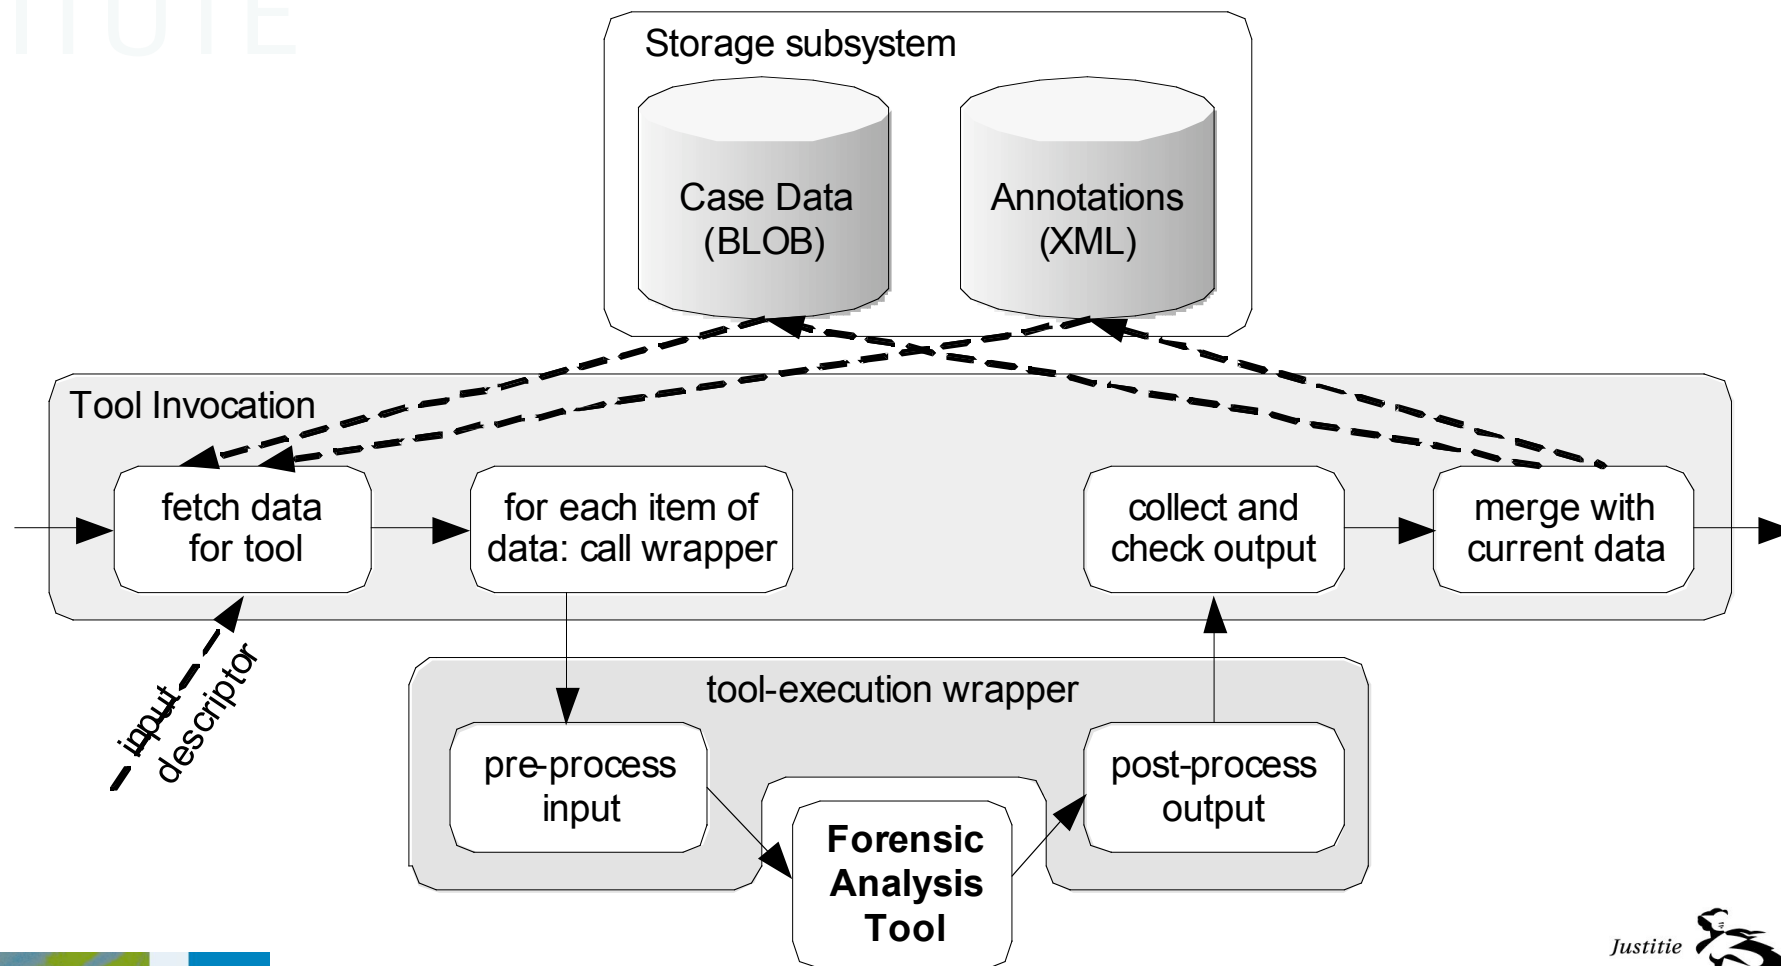 ITUTE
Storage subsystem
Case Data
(BLOB)
Annotations
(XML)
Tool Invocation
fetch data
for tool
for each item of
data: call wrapper
collect and
check output
merge with
current data
input
descriptor
tool-execution wrapper
pre-process
input
post-process
output
Forensic
Analysis
Tool
Justitie